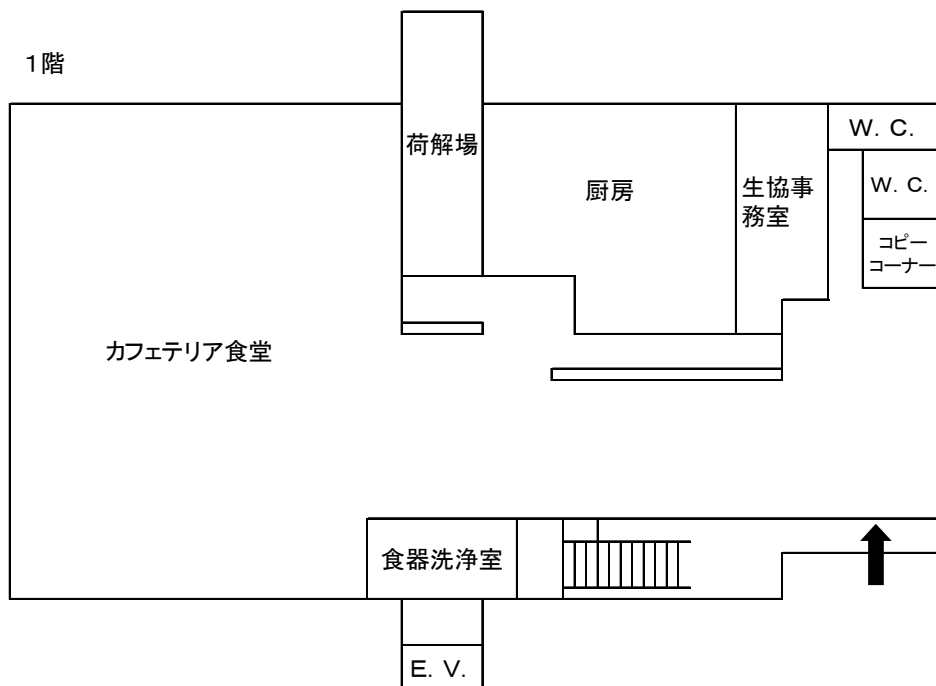 １階
Ｗ．Ｃ．
荷解場
厨房
生協事
務室
Ｗ．Ｃ．
コピー
コーナー
カフェテリア食堂
食器洗浄室
Ｅ．Ｖ．